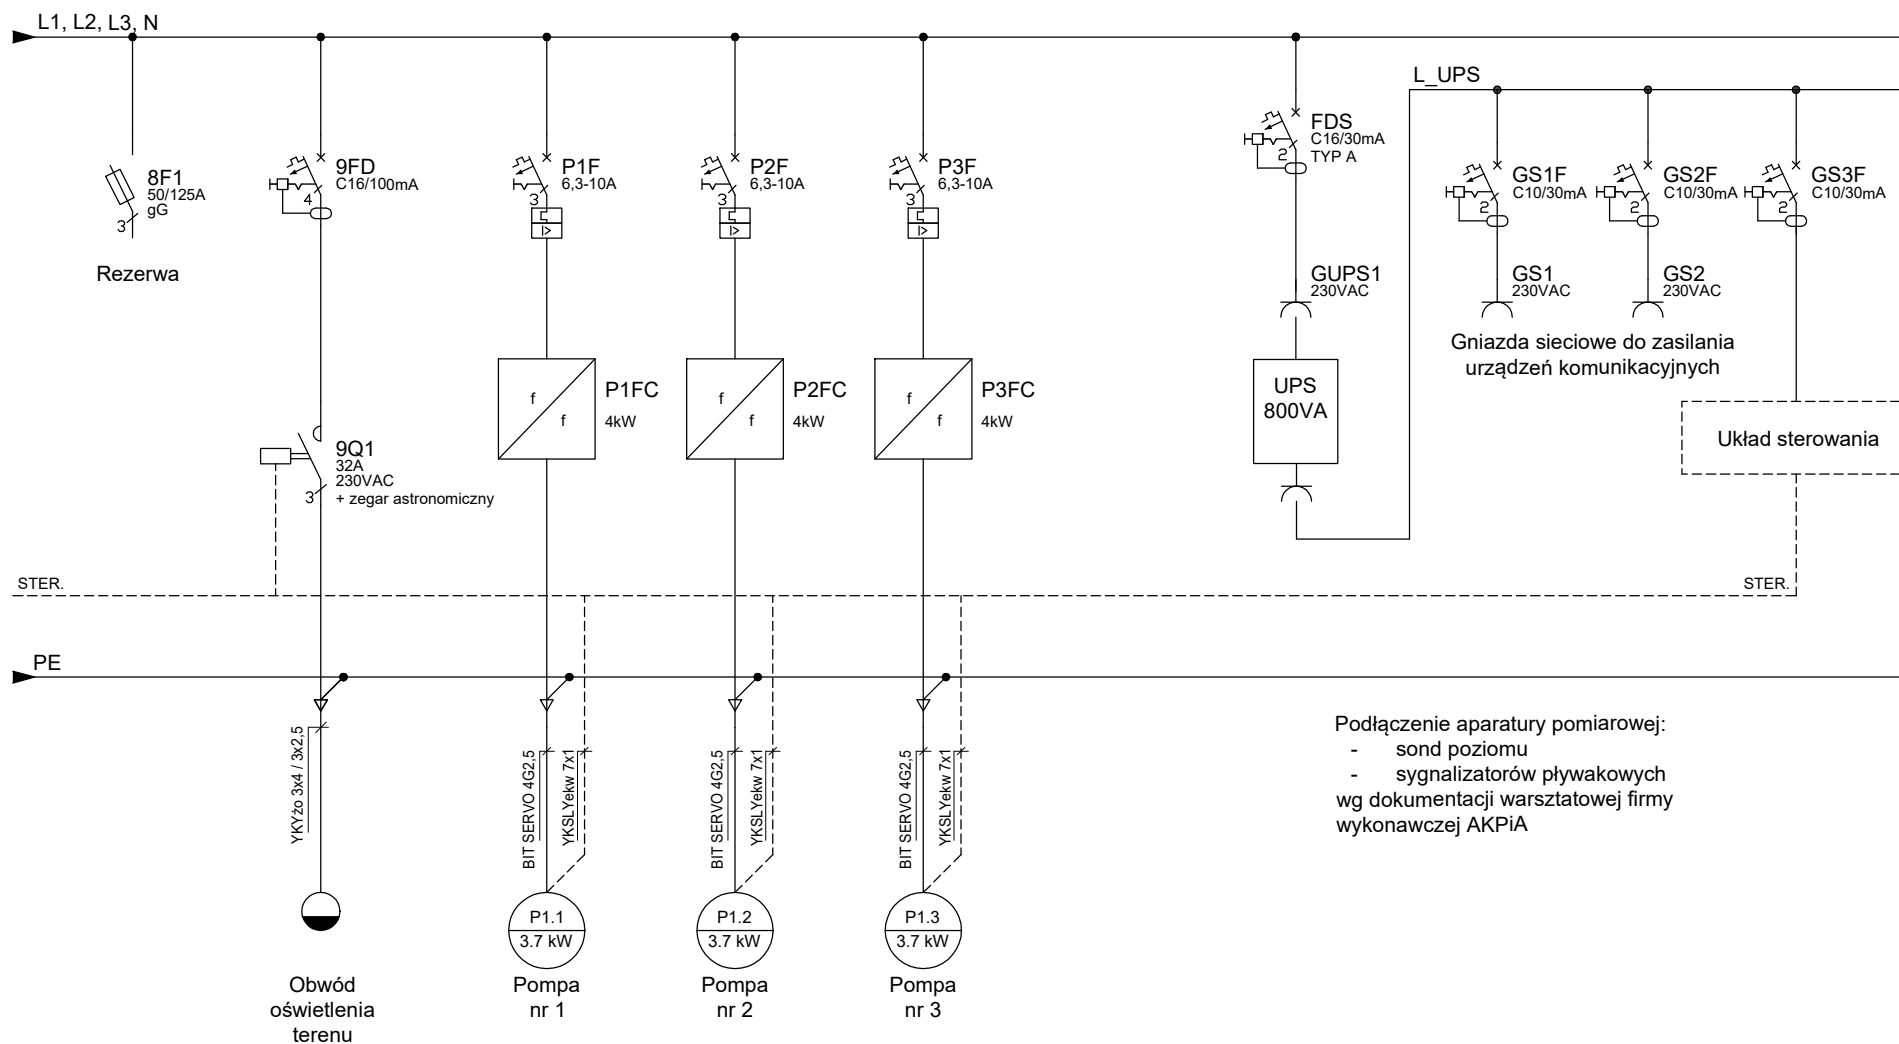 L1, L2, L3, N
L_UPS
8F1
50/125A
gG
3
Rezerwa
9FD
C16/100mA
4
P1F
6,3-10A
3
P2F
6,3-10A
3
P3F
6,3-10A
3
FDS
C16/30mA
TYP A
2
GS1F
C10/30mA
2
GS2F
C10/30mA
2
GS3F
C10/30mA
2
GUPS1
230VAC
GS1
230VAC
GS2
230VAC
Gniazda sieciowe do zasilania
urządzeń komunikacyjnych
f
f
P1FC
4kW
f
f
P2FC
4kW
f
f
P3FC
4kW
UPS
800VA
Układ sterowania
9Q1
32A
230VAC
+ zegar astronomiczny
3
STER.
STER.
PE
YKYżo 3x4 / 3x2,5
BIT SERVO 4G2,5
YKSLYekw 7x1
BIT SERVO 4G2,5
YKSLYekw 7x1
BIT SERVO 4G2,5
YKSLYekw 7x1
Podłączenie aparatury pomiarowej:
- sond poziomu
- sygnalizatorów pływakowych
wg dokumentacji warsztatowej firmy
wykonawczej AKPiA
P1.1
3.7 kW
P1.2
3.7 kW
P1.3
3.7 kW
Obwód
oświetlenia
terenu
Pompa
nr 1
Pompa
nr 2
Pompa
nr 3